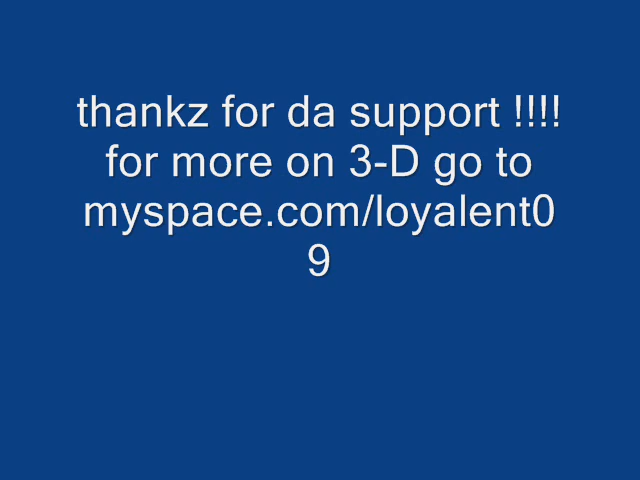 thankz for da support !!!!
for more on 3-D go to
myspace.com/loyalent0
9